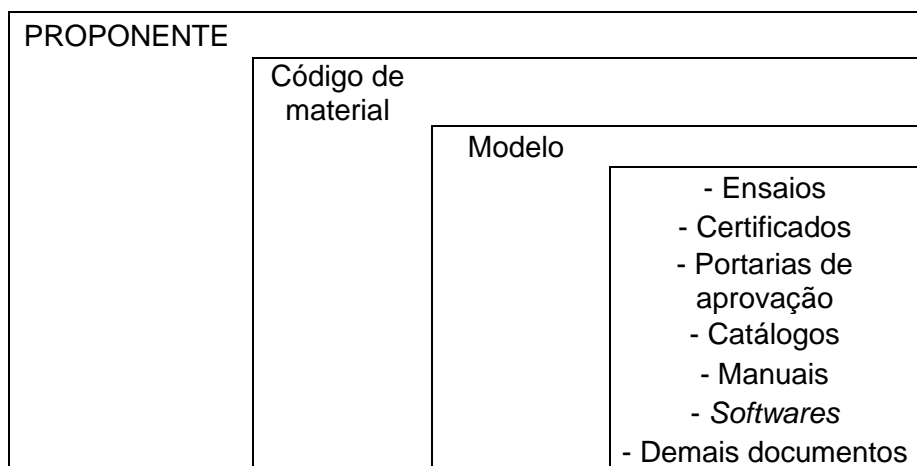 PROPONENTE
Código de
material
Modelo
- Ensaios
- Certificados
- Portarias de
aprovação
- Catálogos
- Manuais
- Softwares
- Demais documentos